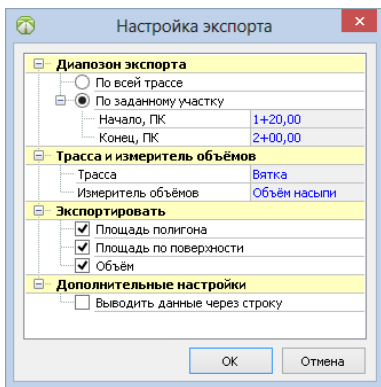 Настройка экспорта
Диапозон экспорта
По всей трассе
По заданному участку
Начало, ПК 1+20,00
Конец, ПК 2+00,00
Трасса и измеритель объёмов
Трасса Вятка
Измеритель объёмов Объём насыпи
Экспортировать
Площадь полигона
Площадь по поверхности
Объём
Дополнительные настройки
Выводить данные через строку
ОК Отмена